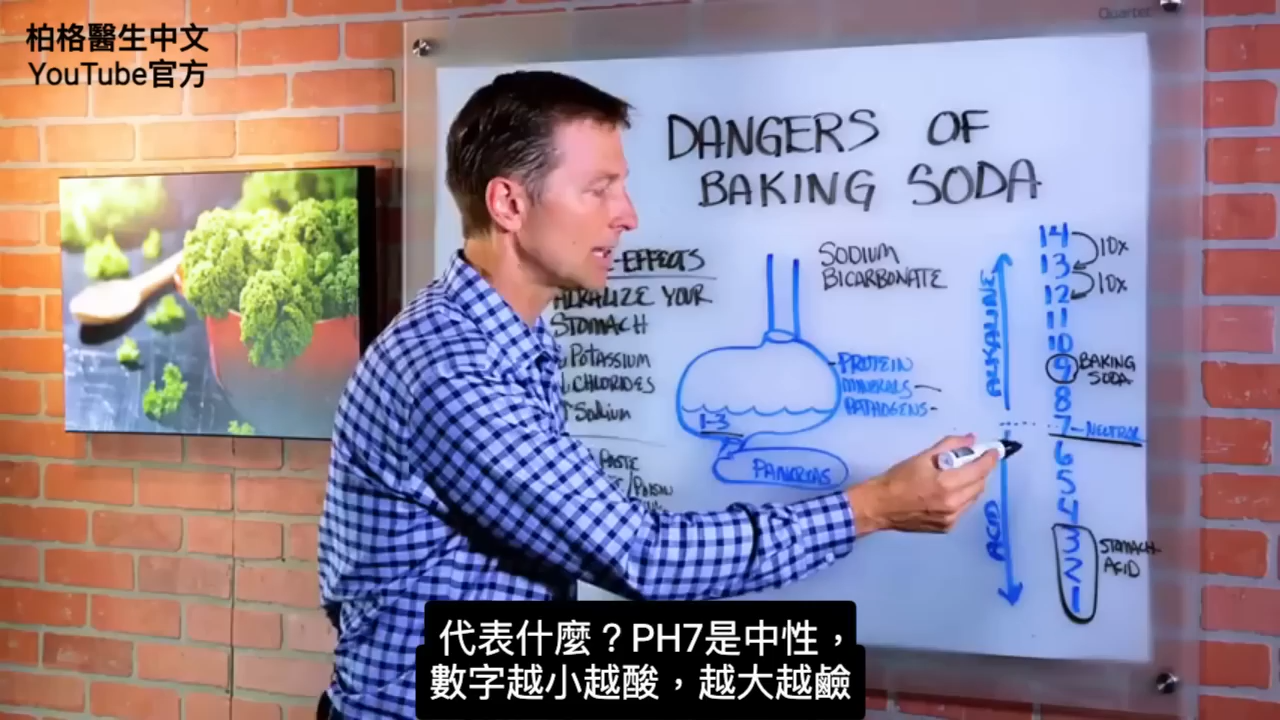 柏格醫生中文
YouTube官方
Quartet
DANGERS OF
BAKING SODA
-EFFECTS
ALKALIZE YOUR
STOMACH
↓ POTASSIUM
↓ CHLORIDES
↑ SODIUM
PASTE
/POISON
SODIUM
BICARBONATE
PROTEIN
MINERALS
PATHOGENS
1-3
PANCREAS
ALKALINE
ACID
14
10x
13
10x
12
11
10
9 BAKING
SODA
8
7 - NEUTRAL
6
5
4
3 STOMACH
2 ACID
1
代表什麼？PH7是中性，
數字越小越酸，越大越鹼